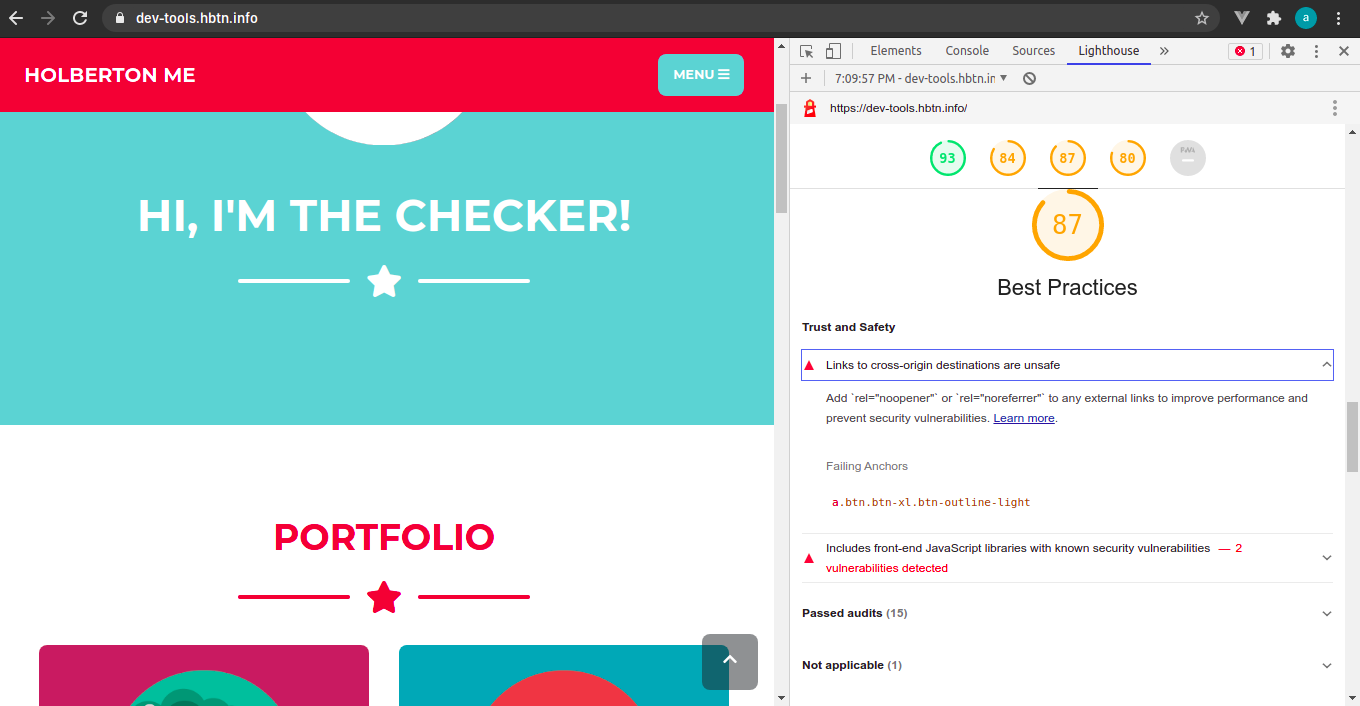 dev-tools.hbtn.info
a
HOLBERTON ME
MENU
HI, I'M THE CHECKER!
PORTFOLIO
Elements Console Sources Lighthouse
1
7:09:57 PM - dev-tools.hbtn.in
https://dev-tools.hbtn.info/
93 84 87 80 PWA
87
Best Practices
Trust and Safety
Links to cross-origin destinations are unsafe
Add `rel="noopener"` or `rel="noreferrer"` to any external links to improve performance and
prevent security vulnerabilities. Learn more.
Failing Anchors
a.btn.btn-xl.btn-outline-light
Includes front-end JavaScript libraries with known security vulnerabilities — 2
vulnerabilities detected
Passed audits (15)
Not applicable (1)